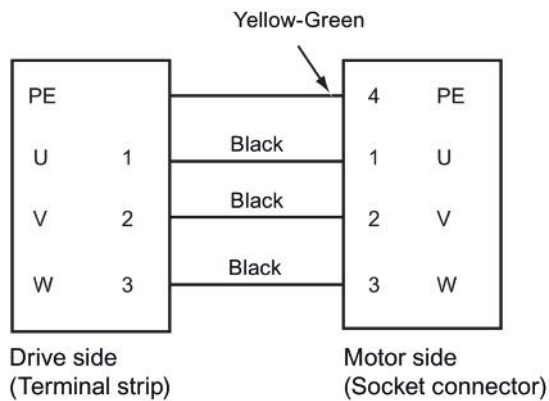 Yellow-Green
PE 4 PE
U 1 Black 1 U
V 2 Black 2 V
W 3 Black 3 W
Drive side
(Terminal strip)
Motor side
(Socket connector)